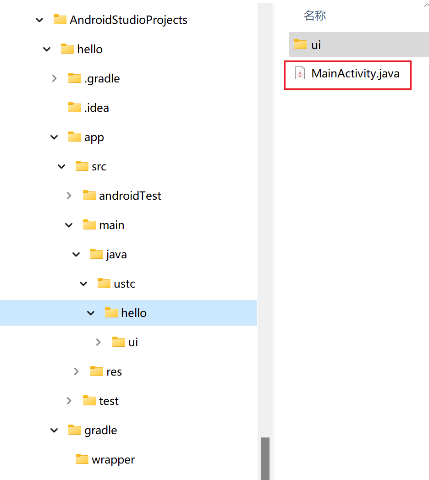 AndroidStudioProjects
hello
.gradle
.idea
app
src
androidTest
main
java
ustc
hello
ui
res
test
gradle
wrapper
名称
ui
MainActivity.java